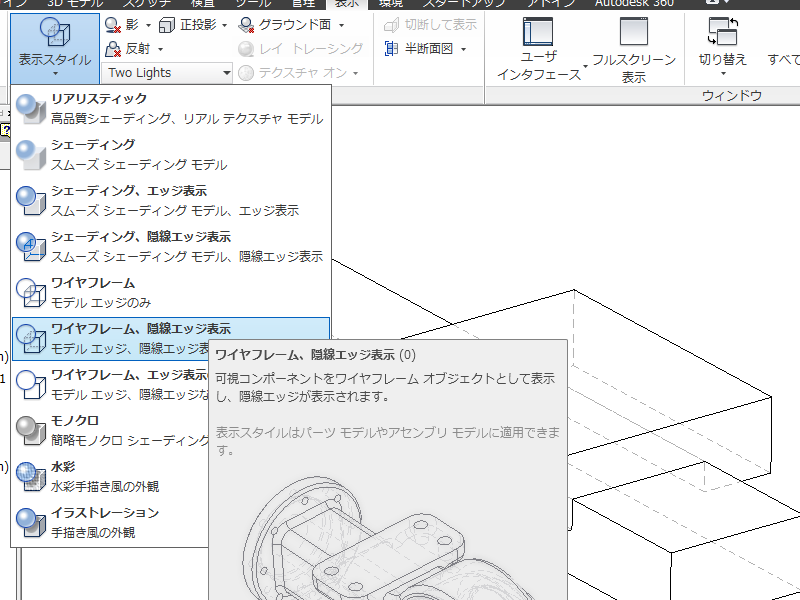 3D モデル スケッチ 検査 ツール 管理 表示 環境 スタートアップ アドイン Autodesk 360
影 正投影 グラウンド面 切断して表示
反射 レイ トレーシング 半断面図
表示スタイル Two Lights テクスチャ オン
ユーザ インタフェース フルスクリーン 表示 切り替え すべて
ウィンドウ
リアリスティック
高品質シェーディング、リアル テクスチャ モデル
シェーディング
スムーズ シェーディング モデル
シェーディング、エッジ表示
スムーズ シェーディング モデル、エッジ表示
シェーディング、隠線エッジ表示
スムーズ シェーディング モデル、隠線エッジ表示
ワイヤフレーム
モデル エッジのみ
ワイヤフレーム、隠線エッジ表示
モデル エッジ、隠線エッジ表
ワイヤフレーム、エッジ表示
モデル エッジ、隠線エッジな
モノクロ
簡略モノクロ シェーディング
水彩
水彩手描き風の外観
イラストレーション
手描き風の外観
ワイヤフレーム、隠線エッジ表示 (0)
可視コンポーネントをワイヤフレーム オブジェクトとして表示
し、隠線エッジが表示されます。
表示スタイルはパーツ モデルやアセンブリ モデルに適用できま
す。